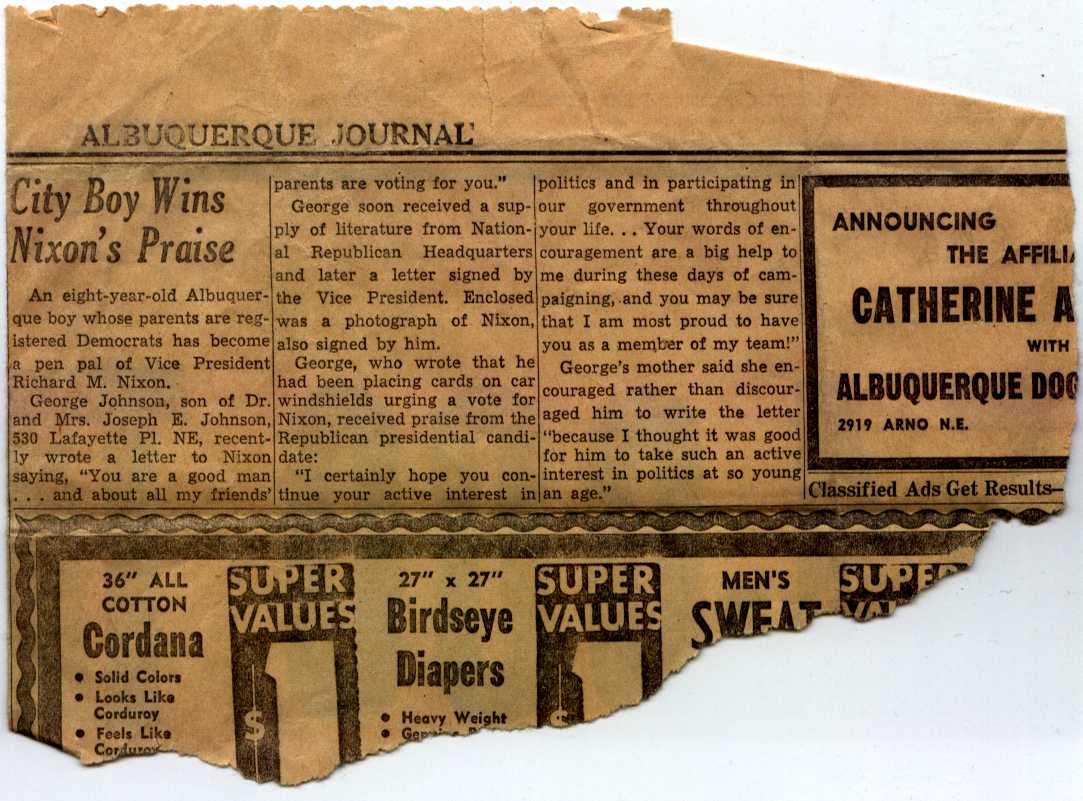 ALBUQUERQUE JOURNAL
City Boy Wins
Nixon's Praise
An eight-year-old Albuquer-
que boy whose parents are reg-
istered Democrats has become
a pen pal of Vice President
Richard M. Nixon.
George Johnson, son of Dr.
and Mrs. Joseph E. Johnson,
530 Lafayette Pl. NE, recent-
ly wrote a letter to Nixon
saying, "You are a good man
. . . and about all my friends'
parents are voting for you."
George soon received a sup-
ply of literature from Nation-
al Republican Headquarters
and later a letter signed by
the Vice President. Enclosed
was a photograph of Nixon,
also signed by him.
George, who wrote that he
had been placing cards on car
windshields urging a vote for
Nixon, received praise from the
Republican presidential candi-
date:
"I certainly hope you con-
tinue your active interest in
politics and in participating in
our government throughout
your life. . . Your words of en-
couragement are a big help to
me during these days of cam-
paigning, and you may be sure
that I am most proud to have
you as a member of my team!"
George's mother said she en-
couraged rather than discour-
aged him to write the letter
"because I thought it was good
for him to take such an active
interest in politics at so young
an age."
ANNOUNCING
THE AFFILIA
CATHERINE A
WITH
ALBUQUERQUE DOG
2919 ARNO N.E.
Classified Ads Get Results—
36" ALL
COTTON
Cordana
• Solid Colors
• Looks Like
Corduroy
• Feels Like
Corduroy
SUPER
VALUES
$1
27" x 27"
Birdseye
Diapers
• Heavy Weight
SUPER
VALUES
$1
MEN'S
SWEAT
SUPER
VAL